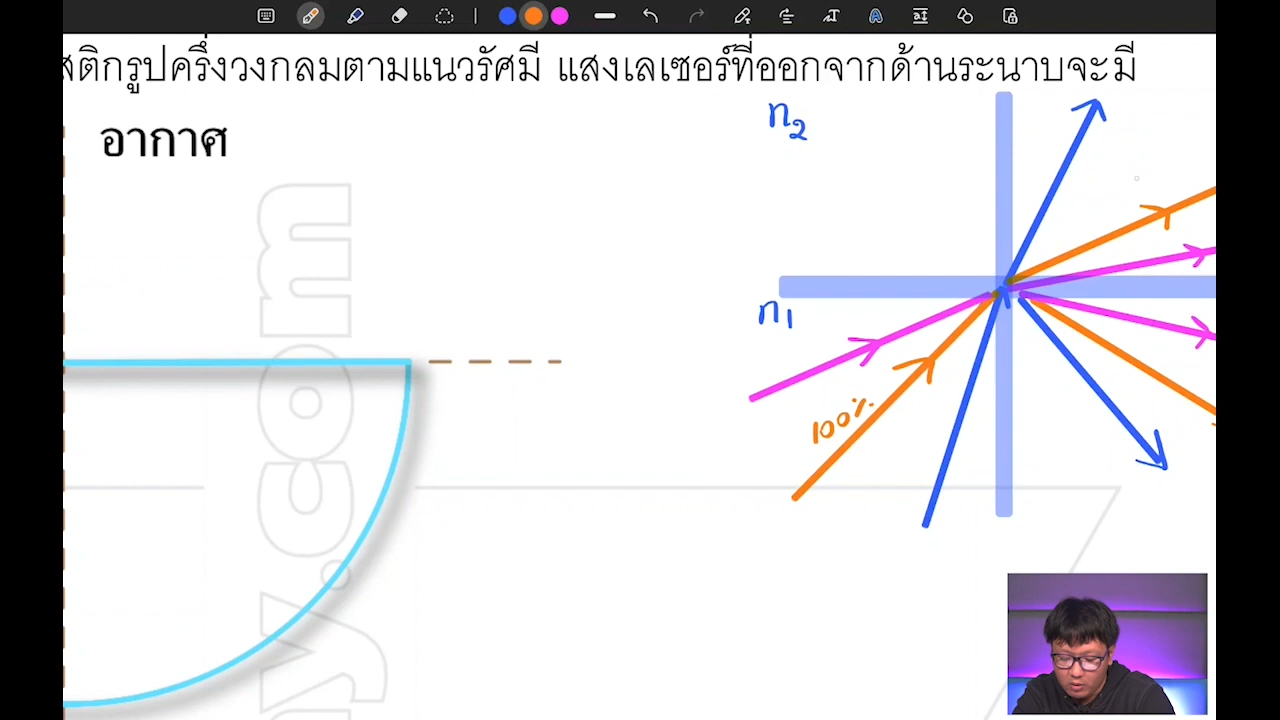 สติกรูปครึ่งวงกลมตามแนวรัศมี แสงเลเซอร์ที่ออกจากด้านระนาบจะมี
อากาศ
n2
n1
100%
ny.com